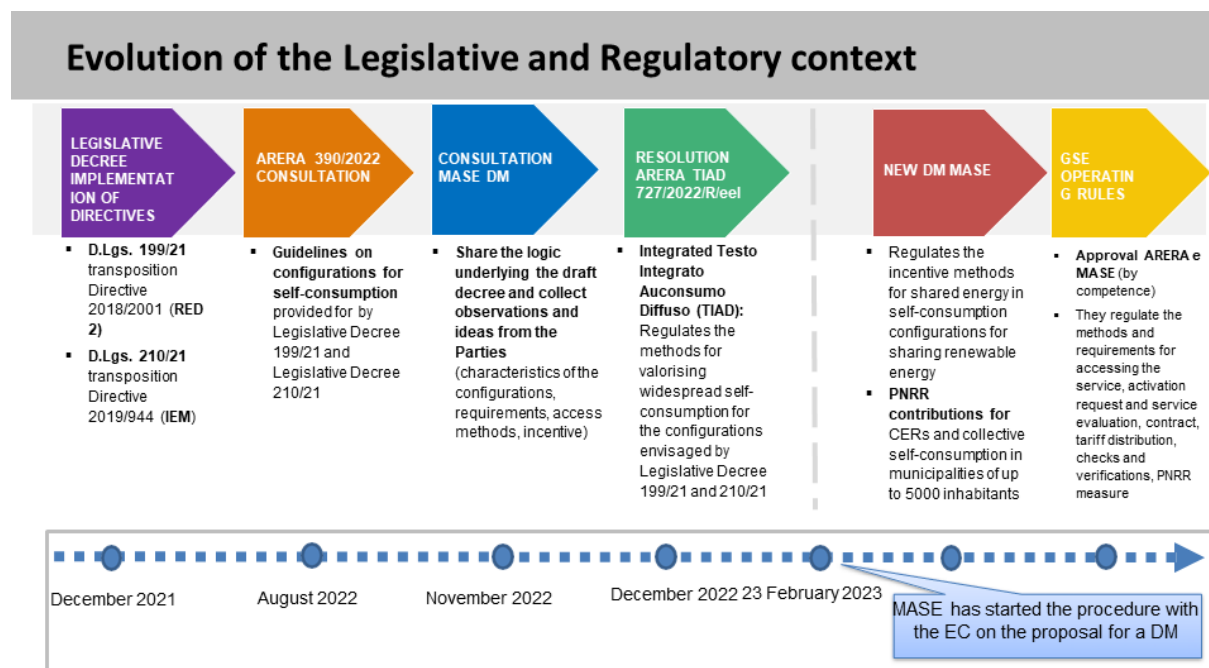 Evolution of the Legislative and Regulatory context
LEGISLATIVE
DECREE
IMPLEMENTAT
ION OF
DIRECTIVES
ARERA 390/2022
CONSULTATION
CONSULTATION
MASE DM
RESOLUTION
ARERA TIAD
727/2022/R/eel
NEW DM MASE
GSE
OPERATIN
G RULES
▪ D.Lgs. 199/21
transposition
Directive
2018/2001 (RED
2)
▪ D.Lgs. 210/21
transposition
Directive
2019/944 (IEM)
▪ Guidelines on
configurations for
self-consumption
provided for by
Legislative Decree
199/21 and
Legislative Decree
210/21
▪ Share the logic
underlying the draft
decree and collect
observations and
ideas from the
Parties
(characteristics of the
configurations,
requirements, access
methods, incentive)
▪ Integrated Testo
Integrato
Auconsumo
Diffuso (TIAD):
Regulates the
methods for
valorising
widespread self-
consumption for
the configurations
envisaged by
Legislative Decree
199/21 and 210/21
▪ Regulates the
incentive methods
for shared energy in
self-consumption
configurations for
sharing renewable
energy
▪ PNRR
contributions for
CERs and collective
self-consumption in
municipalities of up
to 5000 inhabitants
▪ Approval ARERA e
MASE (by
competence)
▪ They regulate the
methods and
requirements for
accessing the
service, activation
request and service
evaluation, contract,
tariff distribution,
checks and
verifications, PNRR
measure
December 2021
August 2022
November 2022
December 2022
23 February 2023
MASE has started the procedure with
the EC on the proposal for a DM